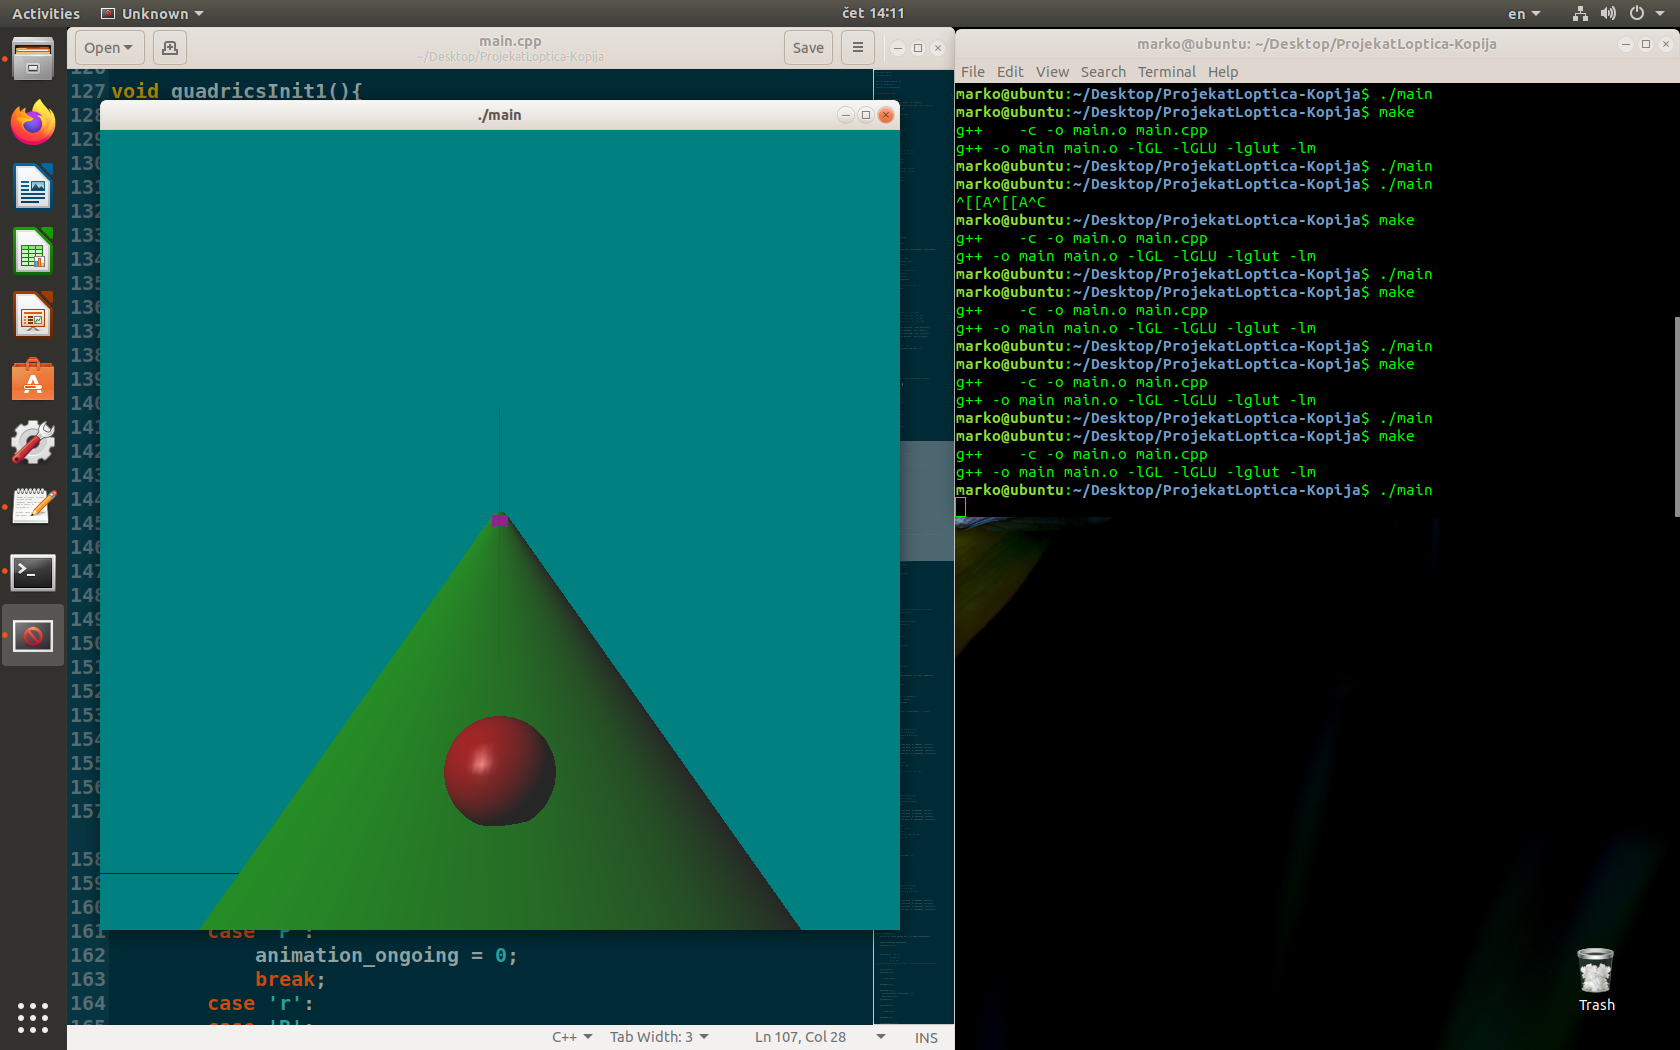 Activities
Unknown
čet 14:11
en
Open
main.cpp
~/Desktop/ProjekatLoptica-Kopija
Save
126
127 void quadricsInit1(){
128
129
130
131
132
133
134
135
136
137
138
139
140
141
142
143
144
145
146
147
148
149
150
151
152
153
154
155
156
157
158
159
160
161 case 'P':
162 animation_ongoing = 0;
163 break;
164 case 'r':
165 case 'R':
C++
Tab Width: 3
Ln 107, Col 28
INS
./main
marko@ubuntu: ~/Desktop/ProjekatLoptica-Kopija
File Edit View Search Terminal Help
marko@ubuntu:~/Desktop/ProjekatLoptica-Kopija$ ./main
marko@ubuntu:~/Desktop/ProjekatLoptica-Kopija$ make
g++    -c -o main.o main.cpp
g++ -o main main.o -lGL -lGLU -lglut -lm
marko@ubuntu:~/Desktop/ProjekatLoptica-Kopija$ ./main
marko@ubuntu:~/Desktop/ProjekatLoptica-Kopija$ ./main
^[[A^[[A^C
marko@ubuntu:~/Desktop/ProjekatLoptica-Kopija$ make
g++    -c -o main.o main.cpp
g++ -o main main.o -lGL -lGLU -lglut -lm
marko@ubuntu:~/Desktop/ProjekatLoptica-Kopija$ ./main
marko@ubuntu:~/Desktop/ProjekatLoptica-Kopija$ make
g++    -c -o main.o main.cpp
g++ -o main main.o -lGL -lGLU -lglut -lm
marko@ubuntu:~/Desktop/ProjekatLoptica-Kopija$ ./main
marko@ubuntu:~/Desktop/ProjekatLoptica-Kopija$ make
g++    -c -o main.o main.cpp
g++ -o main main.o -lGL -lGLU -lglut -lm
marko@ubuntu:~/Desktop/ProjekatLoptica-Kopija$ ./main
marko@ubuntu:~/Desktop/ProjekatLoptica-Kopija$ make
g++    -c -o main.o main.cpp
g++ -o main main.o -lGL -lGLU -lglut -lm
marko@ubuntu:~/Desktop/ProjekatLoptica-Kopija$ ./main
Trash